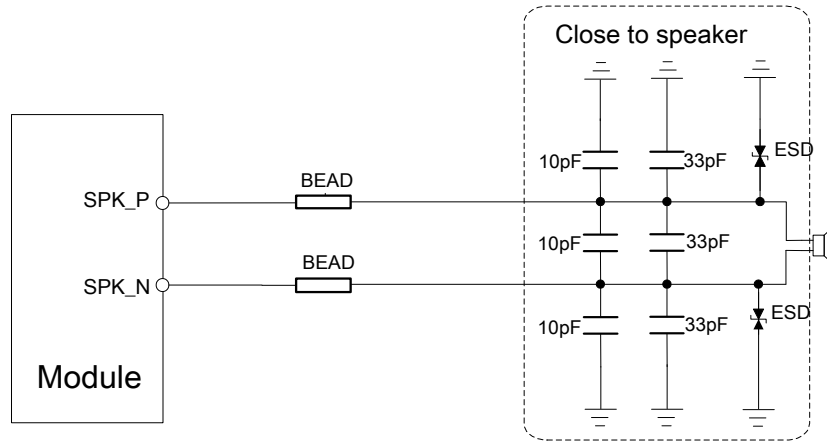 Close to speaker
10pF
33pF
ESD
BEAD
SPK_P
10pF
33pF
BEAD
SPK_N
10pF
33pF
ESD
Module